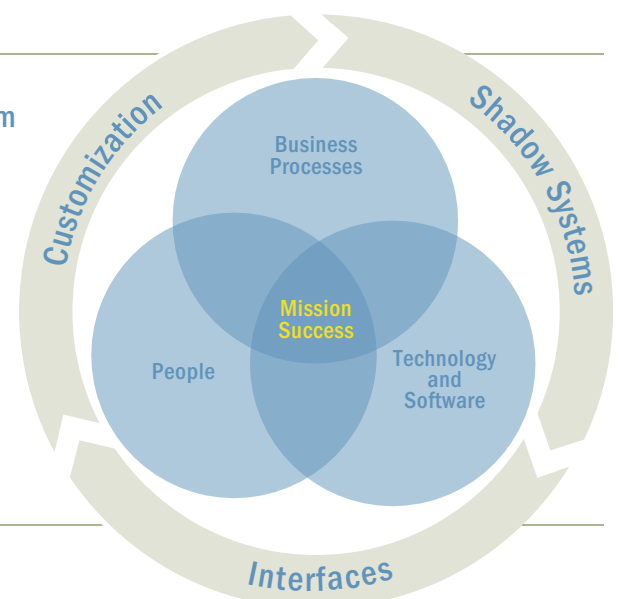 m
Customization
Shadow Systems
Business
Processes
Mission
Success
People
Technology
and
Software
Interfaces